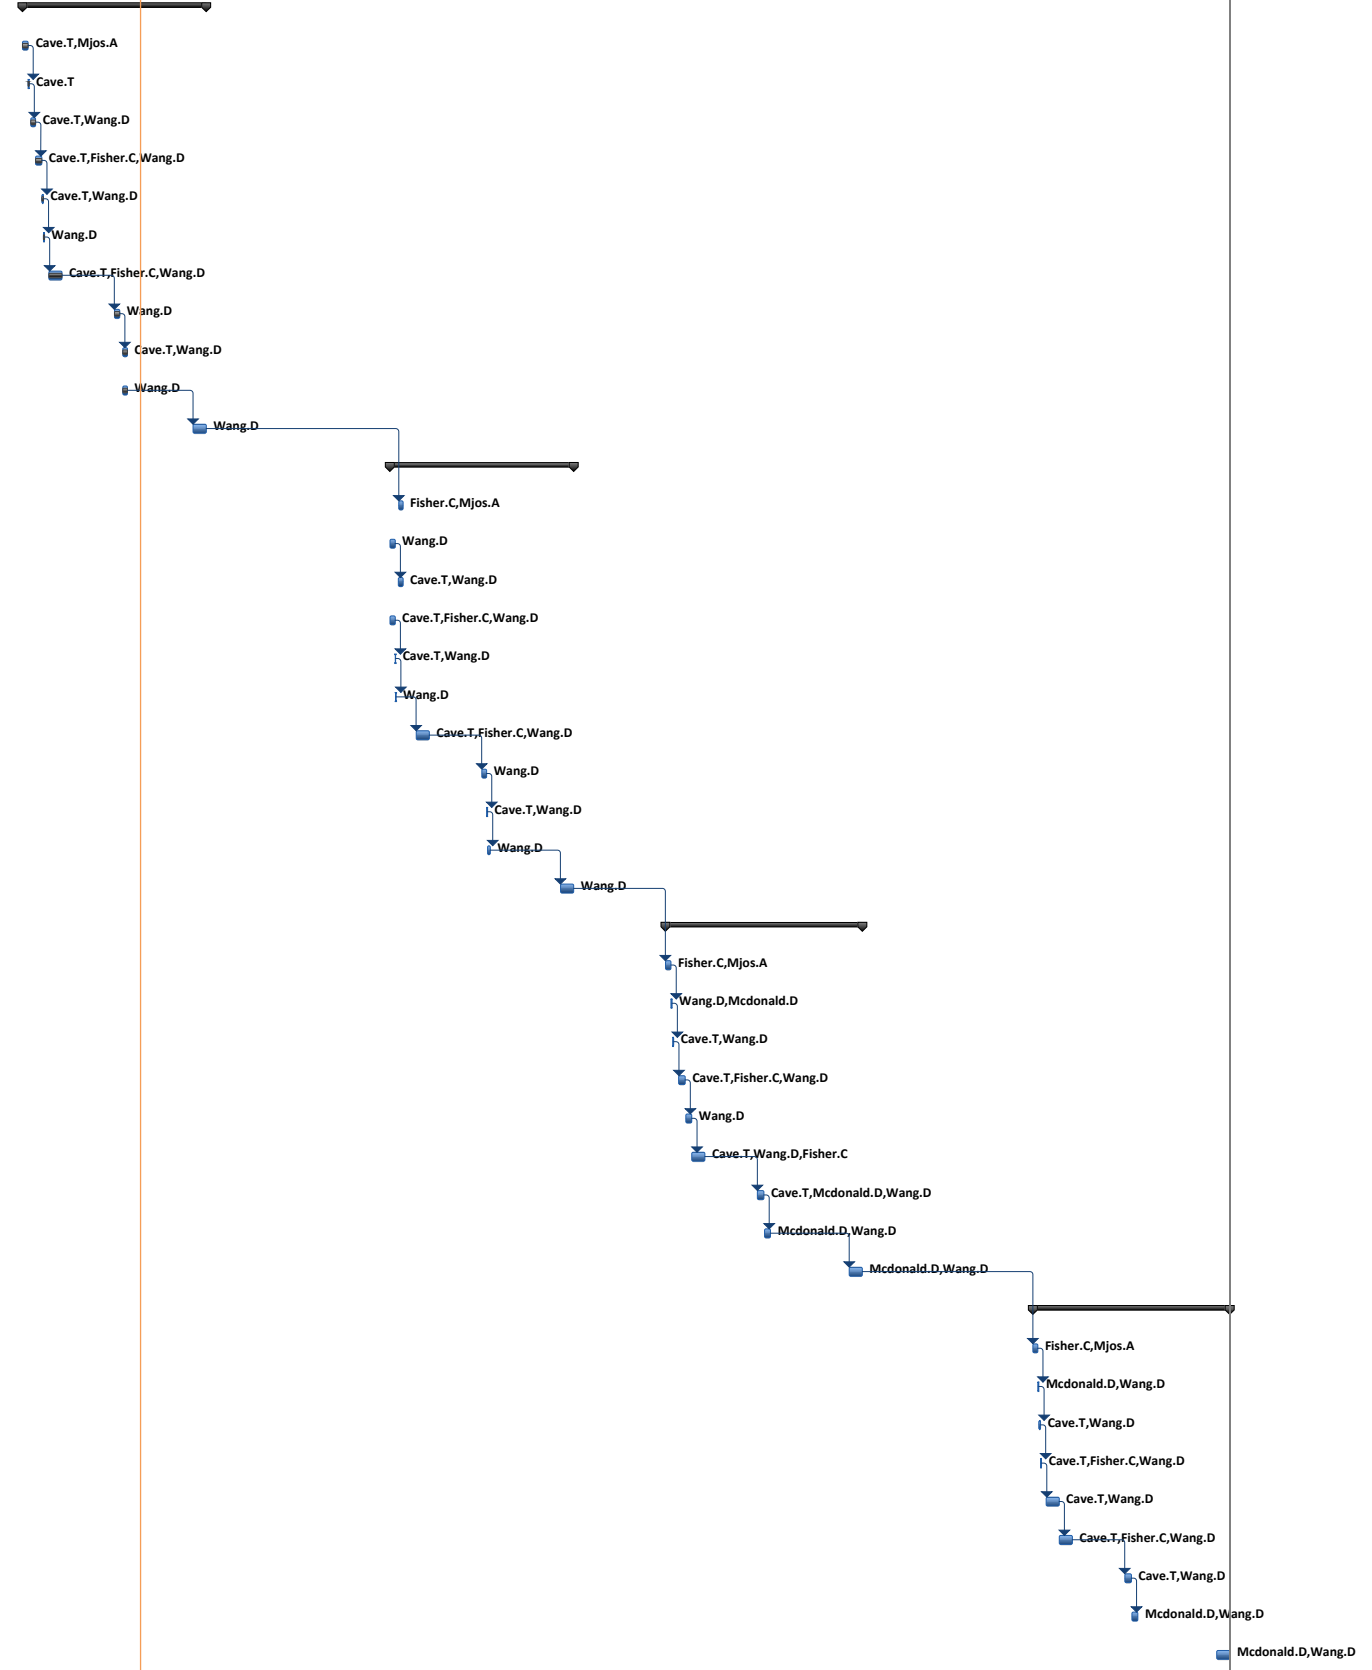 Cave.T,Mjos.A
Cave.T
Cave.T,Wang.D
Cave.T,Fisher.C,Wang.D
Cave.T,Wang.D
Wang.D
Cave.T,Fisher.C,Wang.D
Wang.D
Cave.T,Wang.D
Wang.D
Wang.D
Fisher.C,Mjos.A
Wang.D
Cave.T,Wang.D
Cave.T,Fisher.C,Wang.D
Cave.T,Wang.D
Wang.D
Cave.T,Fisher.C,Wang.D
Wang.D
Cave.T,Wang.D
Wang.D
Wang.D
Fisher.C,Mjos.A
Wang.D,Mcdonald.D
Cave.T,Wang.D
Cave.T,Fisher.C,Wang.D
Wang.D
Cave.T,Wang.D,Fisher.C
Cave.T,Mcdonald.D,Wang.D
Mcdonald.D,Wang.D
Mcdonald.D,Wang.D
Fisher.C,Mjos.A
Mcdonald.D,Wang.D
Cave.T,Wang.D
Cave.T,Fisher.C,Wang.D
Cave.T,Wang.D
Cave.T,Fisher.C,Wang.D
Cave.T,Wang.D
Mcdonald.D,Wang.D
Mcdonald.D,Wang.D